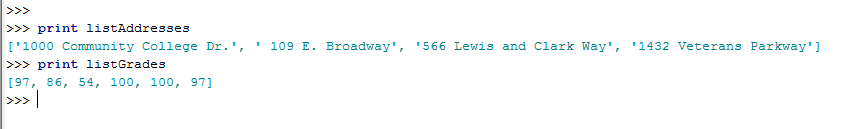 >>>
>>> print listAddresses
['1000 Community College Dr.', ' 109 E. Broadway', '566 Lewis and Clark Way', '1432 Veterans Parkway']
>>> print listGrades
[97, 86, 54, 100, 100, 97]
>>>